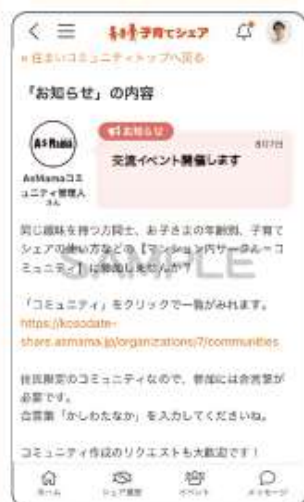 子育てシェア
« 住まいコミュニティトップへ戻る
「お知らせ」の内容
AsMama
お知らせ
8月7日
交流イベント開催します
AsMamaコミ
ュニティ管理人
さん
同じ趣味を持つ方同士、お子さまの年齢別、子育て
シェアの使い方などの【マンション内サークル=コ
ミュニティ】に参加しませんか？
SAMPLE
「コミュニティ」をクリックで一覧がみれます。
https://kosodate-
share.asmama.jp/organizations/7/communities
住民限定のコミュニティなので、参加には合言葉が
必要です。
合言葉「かしわたなか」を入力してくださいね。
コミュニティ作成のリクエストも大歓迎です！
ホーム
シェア履歴
イベント
メッセージ